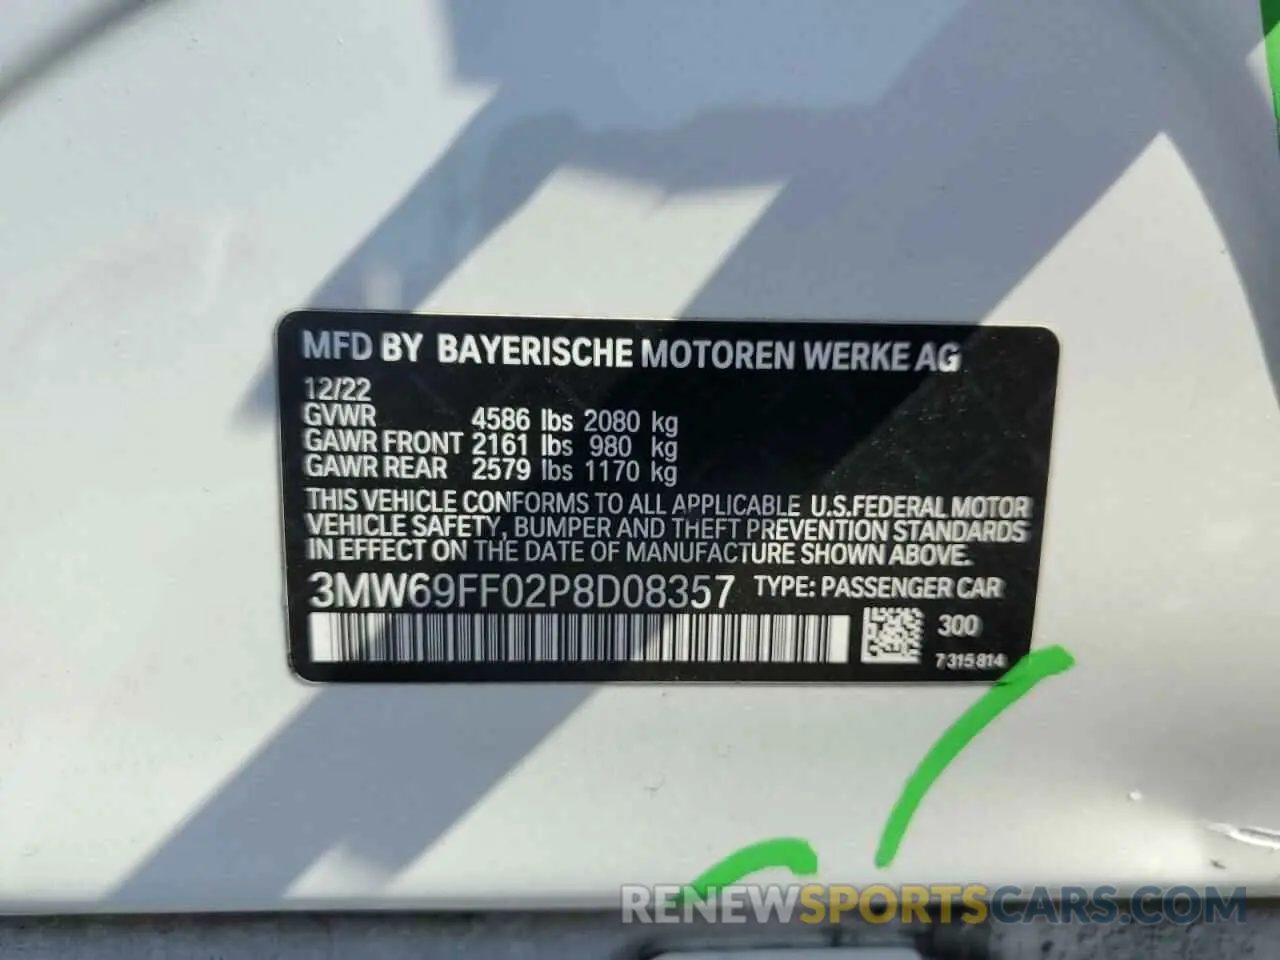 MFD BY BAYERISCHE MOTOREN WERKE AG
12/22
GVWR 4586 lbs 2080 kg
GAWR FRONT 2161 lbs 980 kg
GAWR REAR 2579 lbs 1170 kg
THIS VEHICLE CONFORMS TO ALL APPLICABLE U.S.FEDERAL MOTOR
VEHICLE SAFETY, BUMPER AND THEFT PREVENTION STANDARDS
IN EFFECT ON THE DATE OF MANUFACTURE SHOWN ABOVE.
3MW69FF02P8D08357 TYPE: PASSENGER CAR
300
7 315 814
RENEWSPORTSCARS.COM